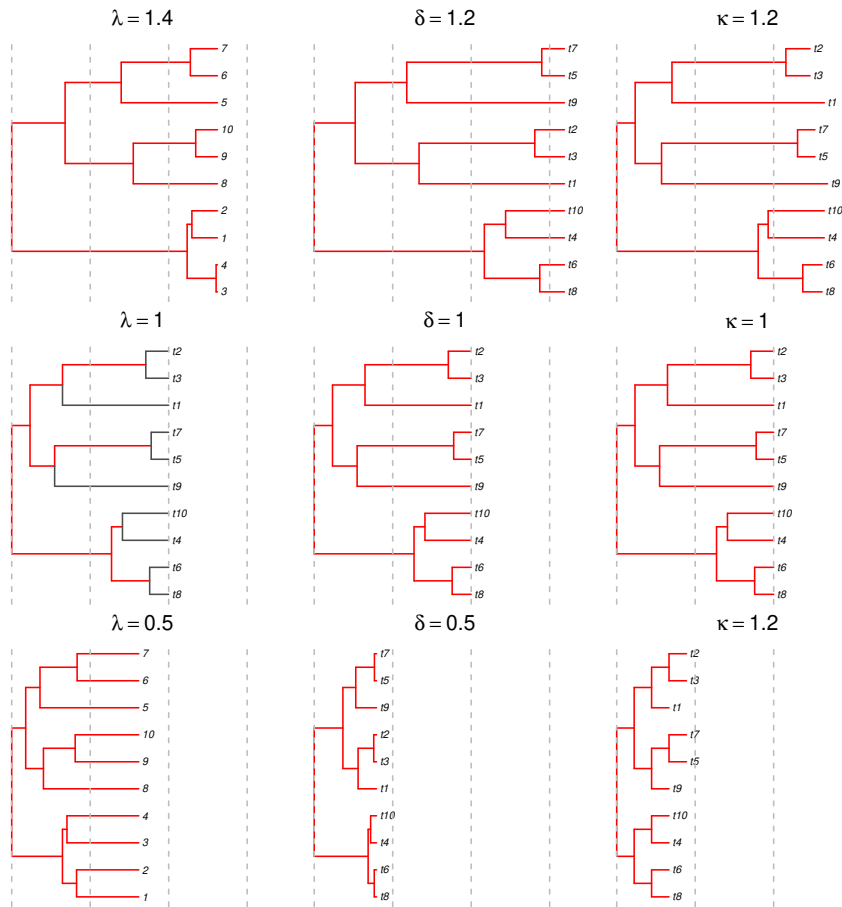 λ = 1.4
δ = 1.2
κ = 1.2
7
6
5
10
9
8
2
1
4
3
t7
t5
t9
t2
t3
t1
t10
t4
t6
t8
t2
t3
t1
t7
t5
t9
t10
t4
t6
t8
λ = 1
δ = 1
κ = 1
t2
t3
t1
t7
t5
t9
t10
t4
t6
t8
t2
t3
t1
t7
t5
t9
t10
t4
t6
t8
t2
t3
t1
t7
t5
t9
t10
t4
t6
t8
λ = 0.5
δ = 0.5
κ = 1.2
7
6
5
10
9
8
4
3
2
1
t7
t5
t9
t2
t3
t1
t10
t4
t6
t8
t2
t3
t1
t7
t5
t9
t10
t4
t6
t8